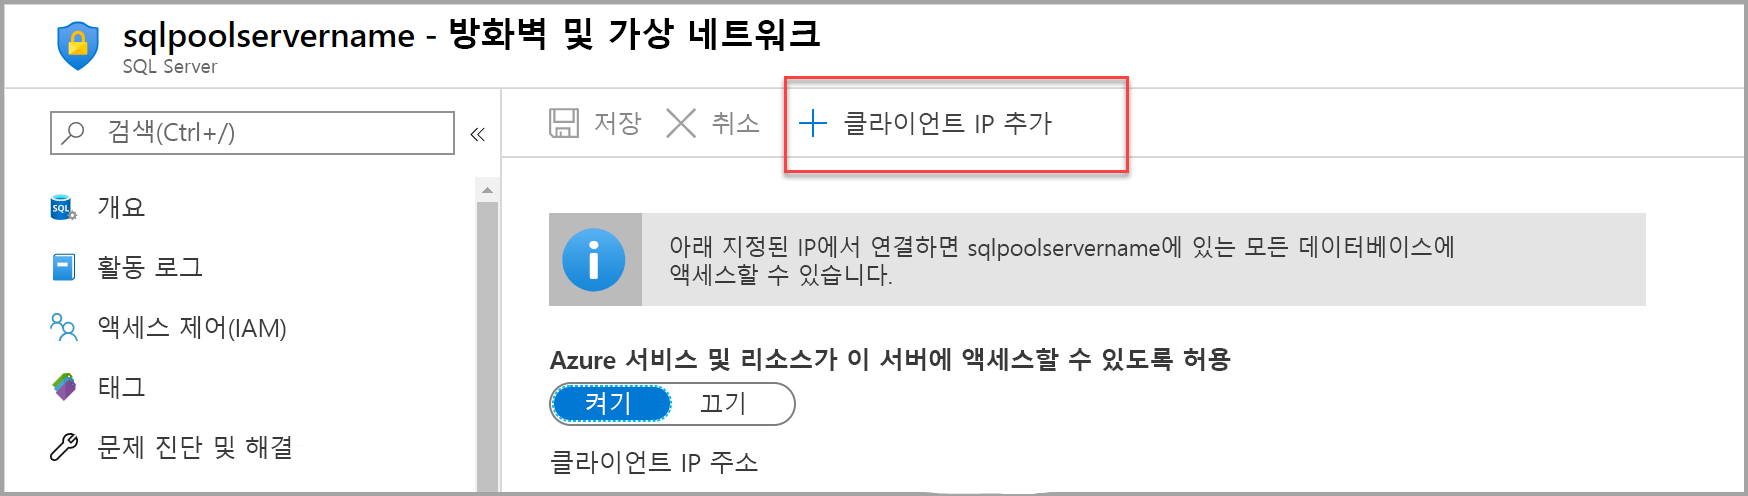 sqlpoolservername - 방화벽 및 가상 네트워크
SQL Server
검색(Ctrl+/)
«
저장
취소
클라이언트 IP 추가
SQL
개요
활동 로그
액세스 제어(IAM)
태그
문제 진단 및 해결
아래 지정된 IP에서 연결하면 sqlpoolservername에 있는 모든 데이터베이스에
액세스할 수 있습니다.
Azure 서비스 및 리소스가 이 서버에 액세스할 수 있도록 허용
켜기 끄기
클라이언트 IP 주소